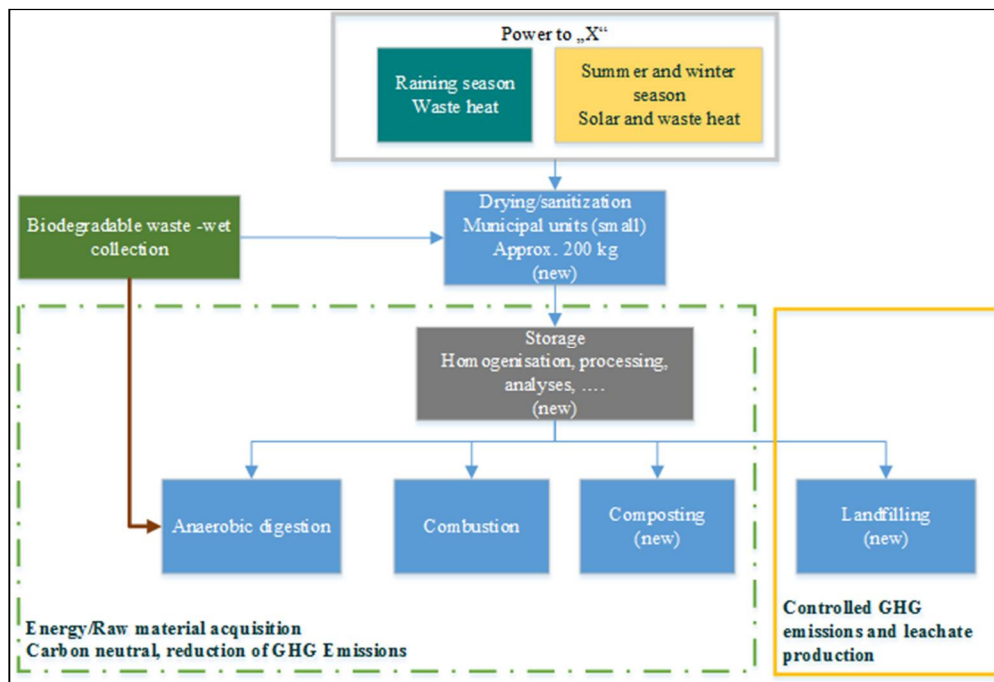 Power to „X“
Raining season
Waste heat
Summer and winter
season
Solar and waste heat
Biodegradable waste -wet
collection
Drying/sanitization
Municipal units (small)
Approx. 200 kg
(new)
Storage
Homogenisation, processing,
analyses, ....
(new)
Anaerobic digestion
Combustion
Composting
(new)
Landfilling
(new)
Energy/Raw material acquisition
Carbon neutral, reduction of GHG Emissions
Controlled GHG
emissions and leachate
production